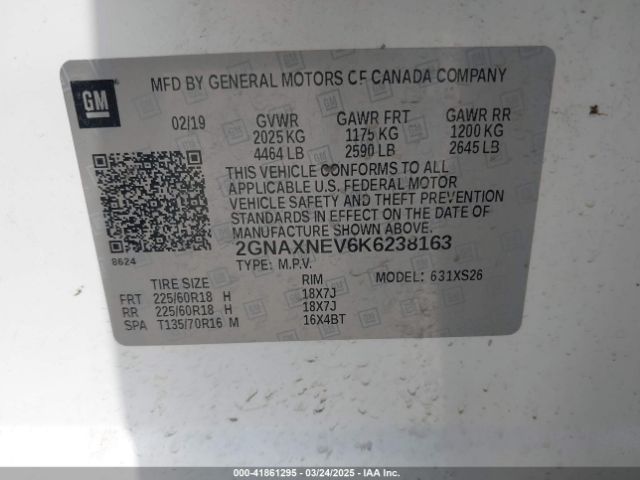 GM
MFD BY GENERAL MOTORS OF CANADA COMPANY
02/19 GVWR GAWR FRT GAWR RR
2025 KG 1175 KG 1200 KG
4464 LB 2590 LB 2645 LB
THIS VEHICLE CONFORMS TO ALL
APPLICABLE U.S. FEDERAL MOTOR
VEHICLE SAFETY AND THEFT PREVENTION
STANDARDS IN EFFECT ON THE DATE OF
MANUFACTURE SHOWN ABOVE.
8624
2GNAXNEV6K6238163
TYPE: M.P.V.
TIRE SIZE RIM MODEL: 631XS26
FRT 225/60R18 H 18X7J
RR 225/60R18 H 18X7J
SPA T135/70R16 M 16X4BT
000-41861295 - 03/24/2025 - IAA Inc.